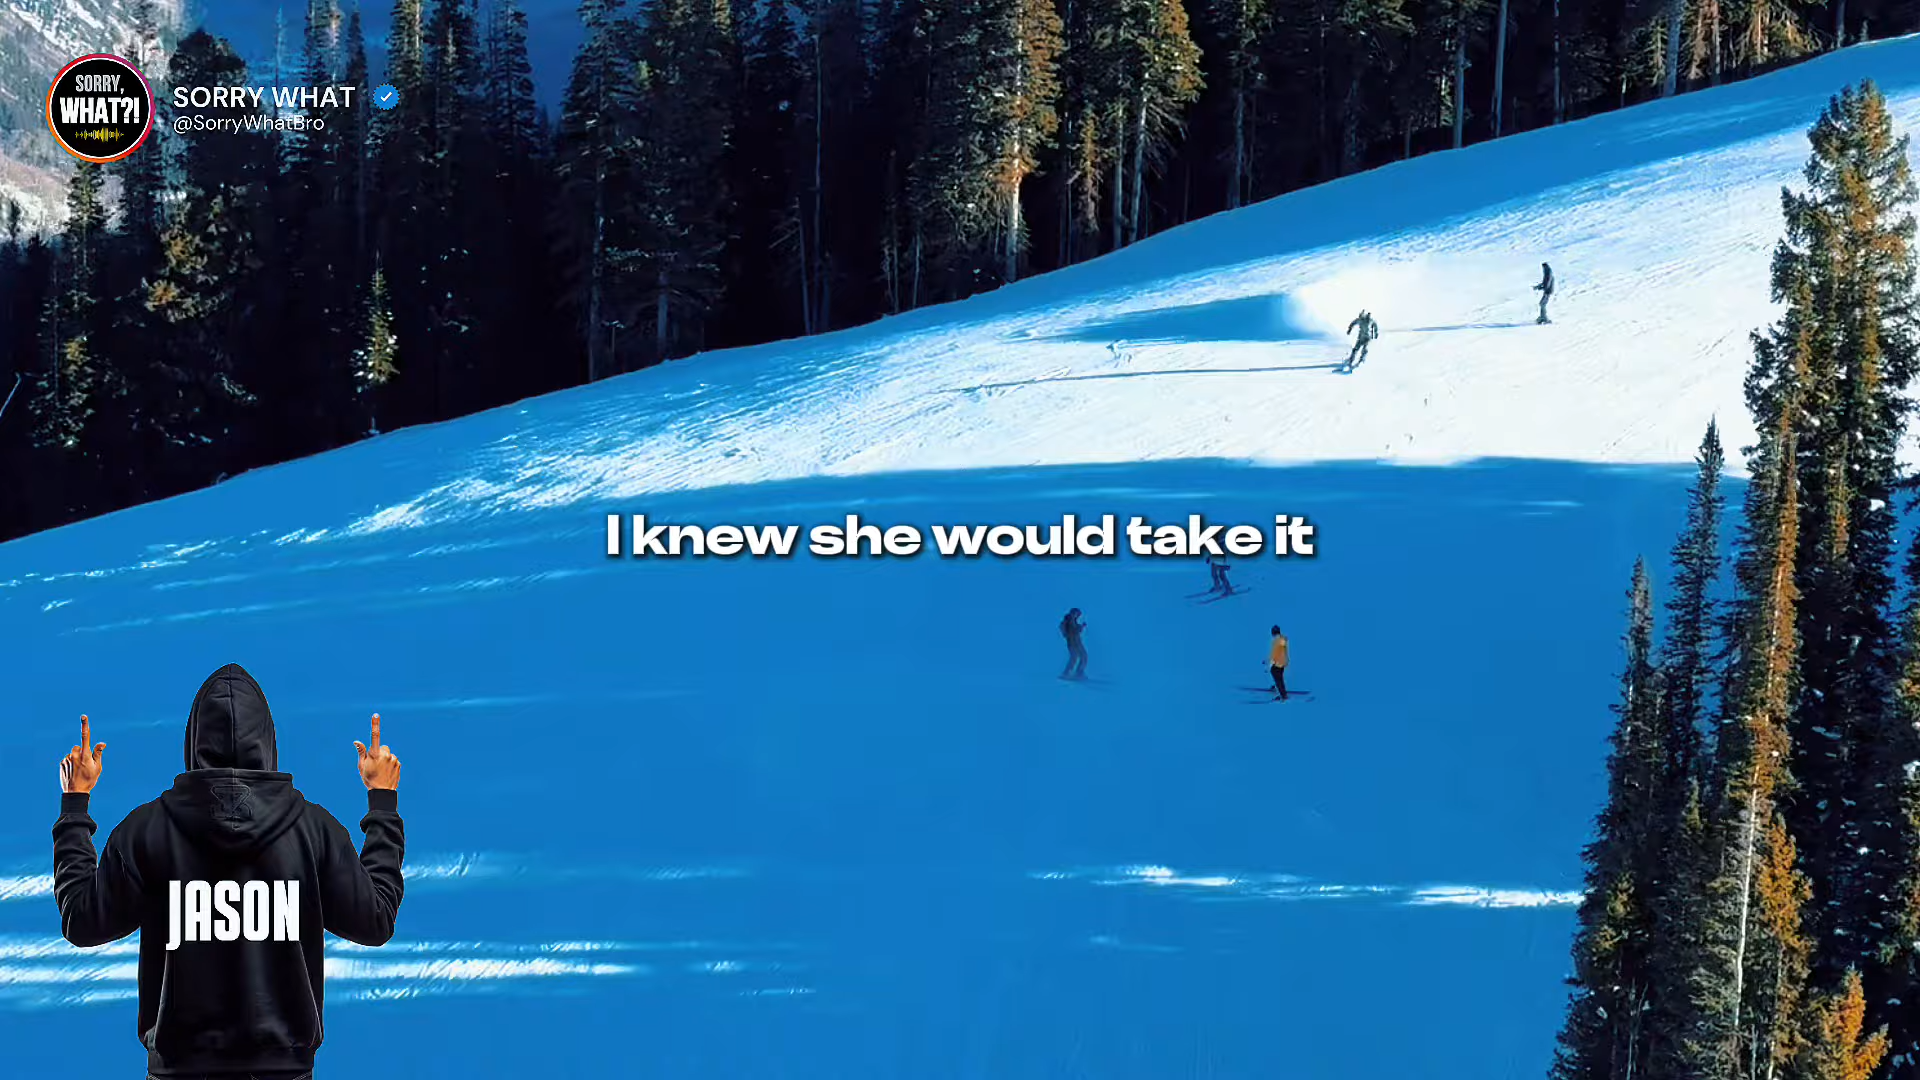 SORRY,
WHAT?!
SORRY WHAT
@SorryWhatBro
I knew she would take it
JASON